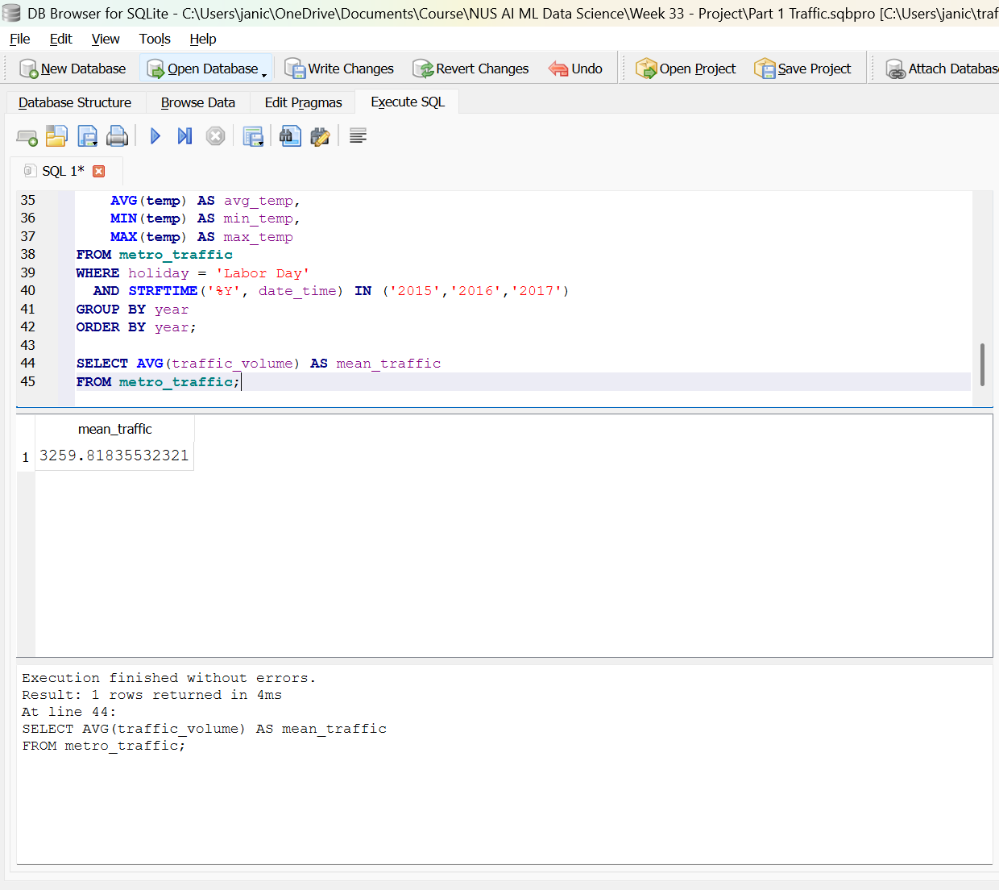 DB Browser for SQLite - C:\Users\janic\OneDrive\Documents\Course\NUS AI ML Data Science\Week 33 - Project\Part 1 Traffic.sqbpro [C:\Users\janic\traf
File Edit View Tools Help
New Database Open Database Write Changes Revert Changes Undo Open Project Save Project Attach Databas
Database Structure Browse Data Edit Pragmas Execute SQL
SQL 1*
35 AVG(temp) AS avg_temp,
36 MIN(temp) AS min_temp,
37 MAX(temp) AS max_temp
38 FROM metro_traffic
39 WHERE holiday = 'Labor Day'
40 AND STRFTIME('%Y', date_time) IN ('2015','2016','2017')
41 GROUP BY year
42 ORDER BY year;
43
44 SELECT AVG(traffic_volume) AS mean_traffic
45 FROM metro_traffic;
mean_traffic
1 3259.81835532321
Execution finished without errors.
Result: 1 rows returned in 4ms
At line 44:
SELECT AVG(traffic_volume) AS mean_traffic
FROM metro_traffic;